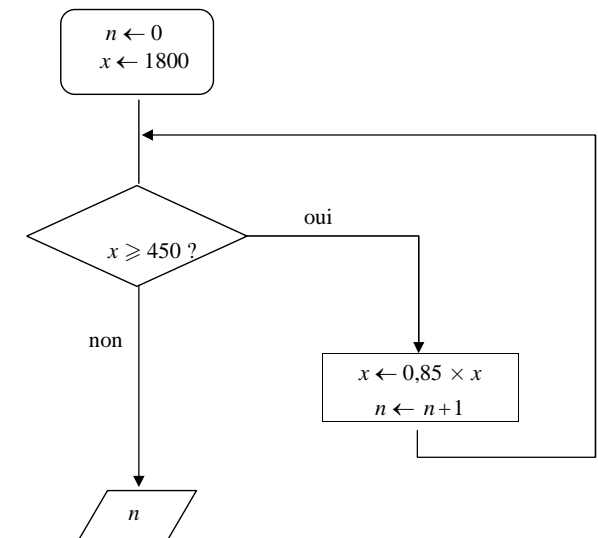 n ← 0
x ← 1800
x ⩾ 450 ?
oui
non
x ← 0,85 × x
n ← n+1
n